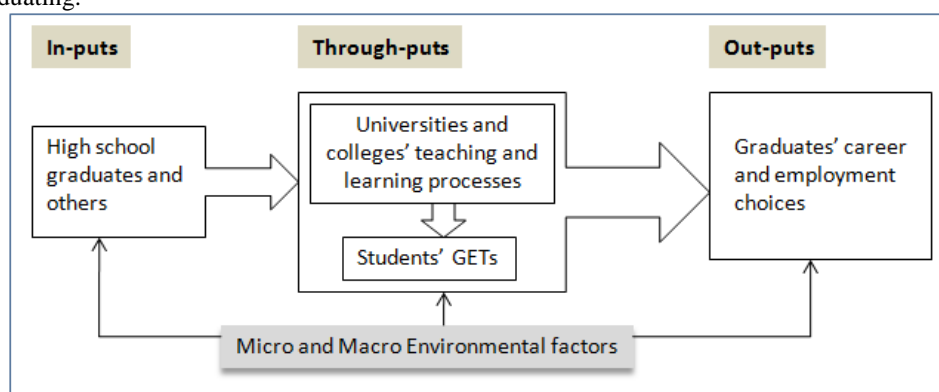 duating.
In-puts
Through-puts
Out-puts
High school
graduates and
others
Universities and
colleges' teaching and
learning processes
Students' GETs
Graduates' career
and employment
choices
Micro and Macro Environmental factors